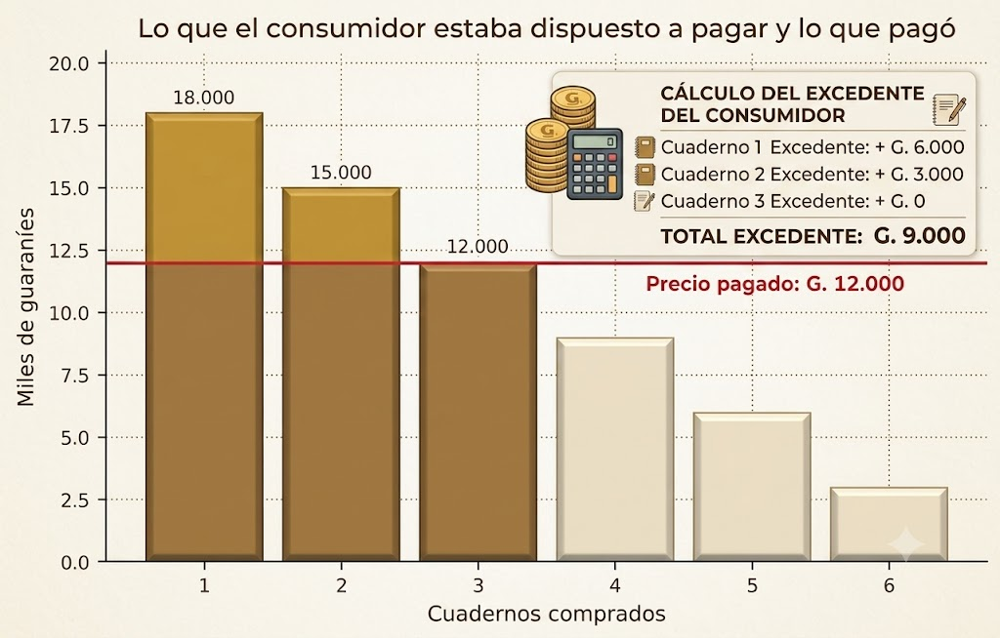 Lo que el consumidor estaba dispuesto a pagar y lo que pagó
Miles de guaraníes
20.0
17.5
15.0
12.5
10.0
7.5
5.0
2.5
0.0
18.000
15.000
12.000
G
G
0
CÁLCULO DEL EXCEDENTE
DEL CONSUMIDOR
Cuaderno 1 Excedente: + G. 6.000
Cuaderno 2 Excedente: + G. 3.000
Cuaderno 3 Excedente: + G. 0
TOTAL EXCEDENTE: G. 9.000
Precio pagado: G. 12.000
1 2 3 4 5 6
Cuadernos comprados